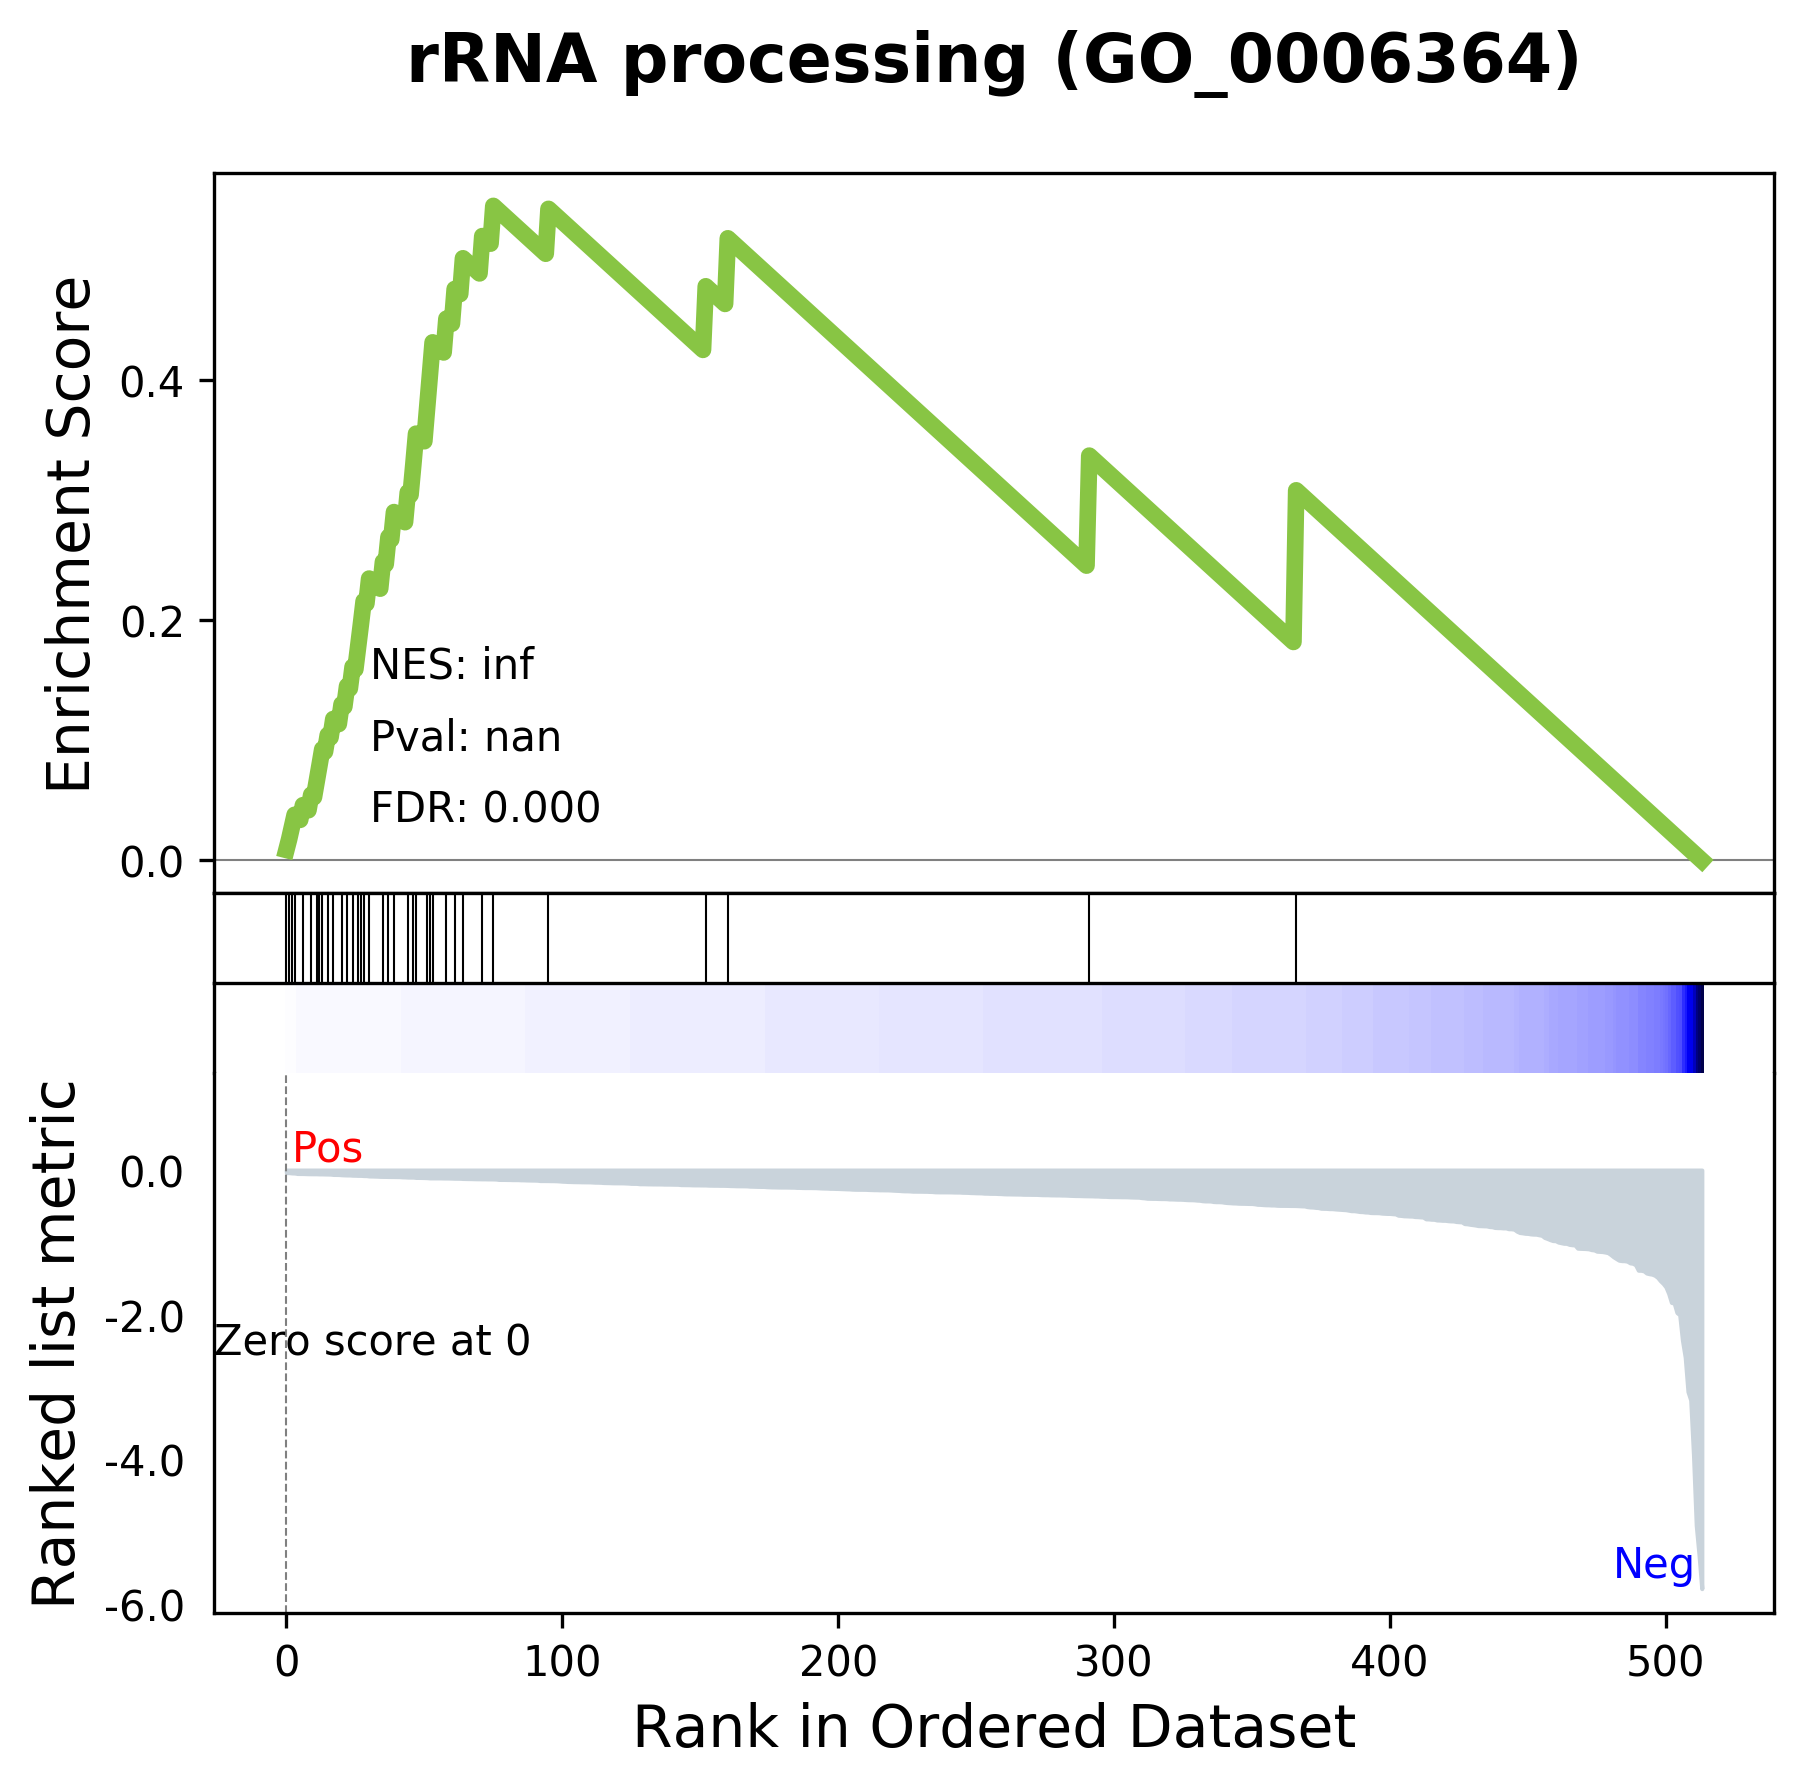 rRNA processing (GO_0006364)
Enrichment Score
0.4
0.2
0.0
NES: inf
Pval: nan
FDR: 0.000
Ranked list metric
Pos
0.0
-2.0
Zero score at 0
-4.0
Neg
-6.0
0 100 200 300 400 500
Rank in Ordered Dataset